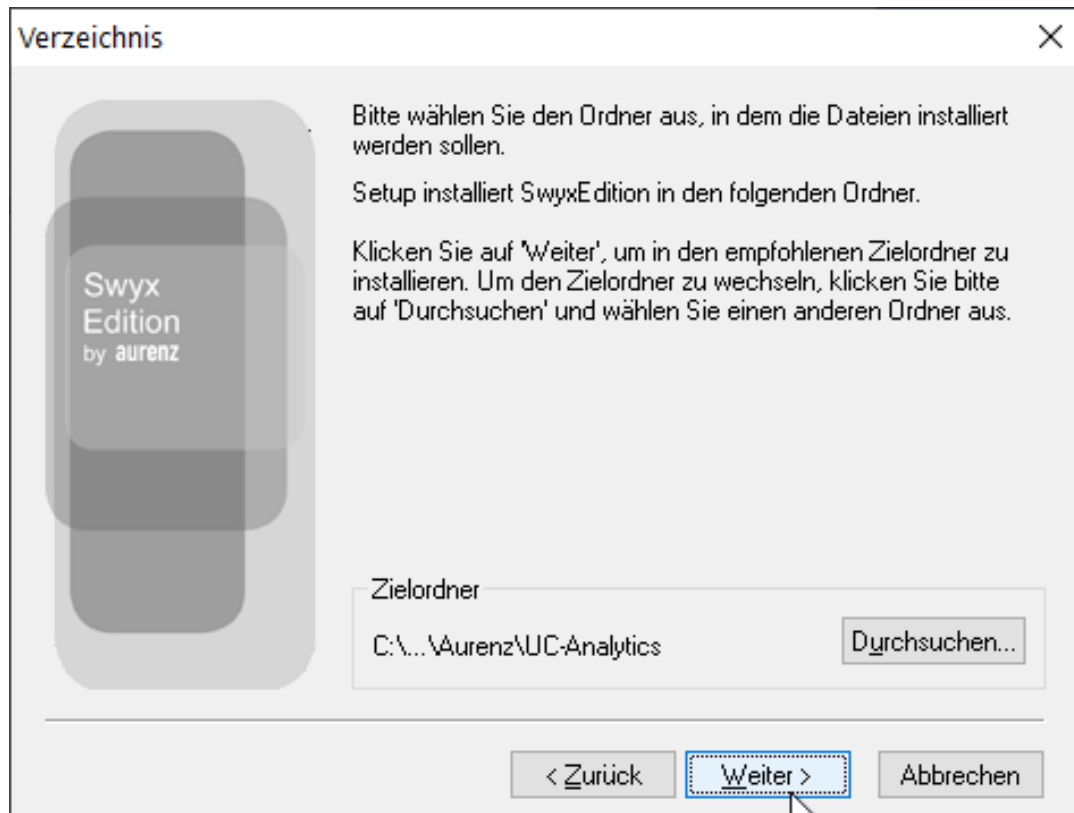 Verzeichnis
Bitte wählen Sie den Ordner aus, in dem die Dateien installiert
werden sollen.
Setup installiert SwyxEdition in den folgenden Ordner.
Klicken Sie auf 'Weiter', um in den empfohlenen Zielordner zu
installieren. Um den Zielordner zu wechseln, klicken Sie bitte
auf 'Durchsuchen' und wählen Sie einen anderen Ordner aus.
Swyx
Edition
by aurenz
Zielordner
C:\...\Aurenz\UC-Analytics
Durchsuchen...
< Zurück
Weiter >
Abbrechen